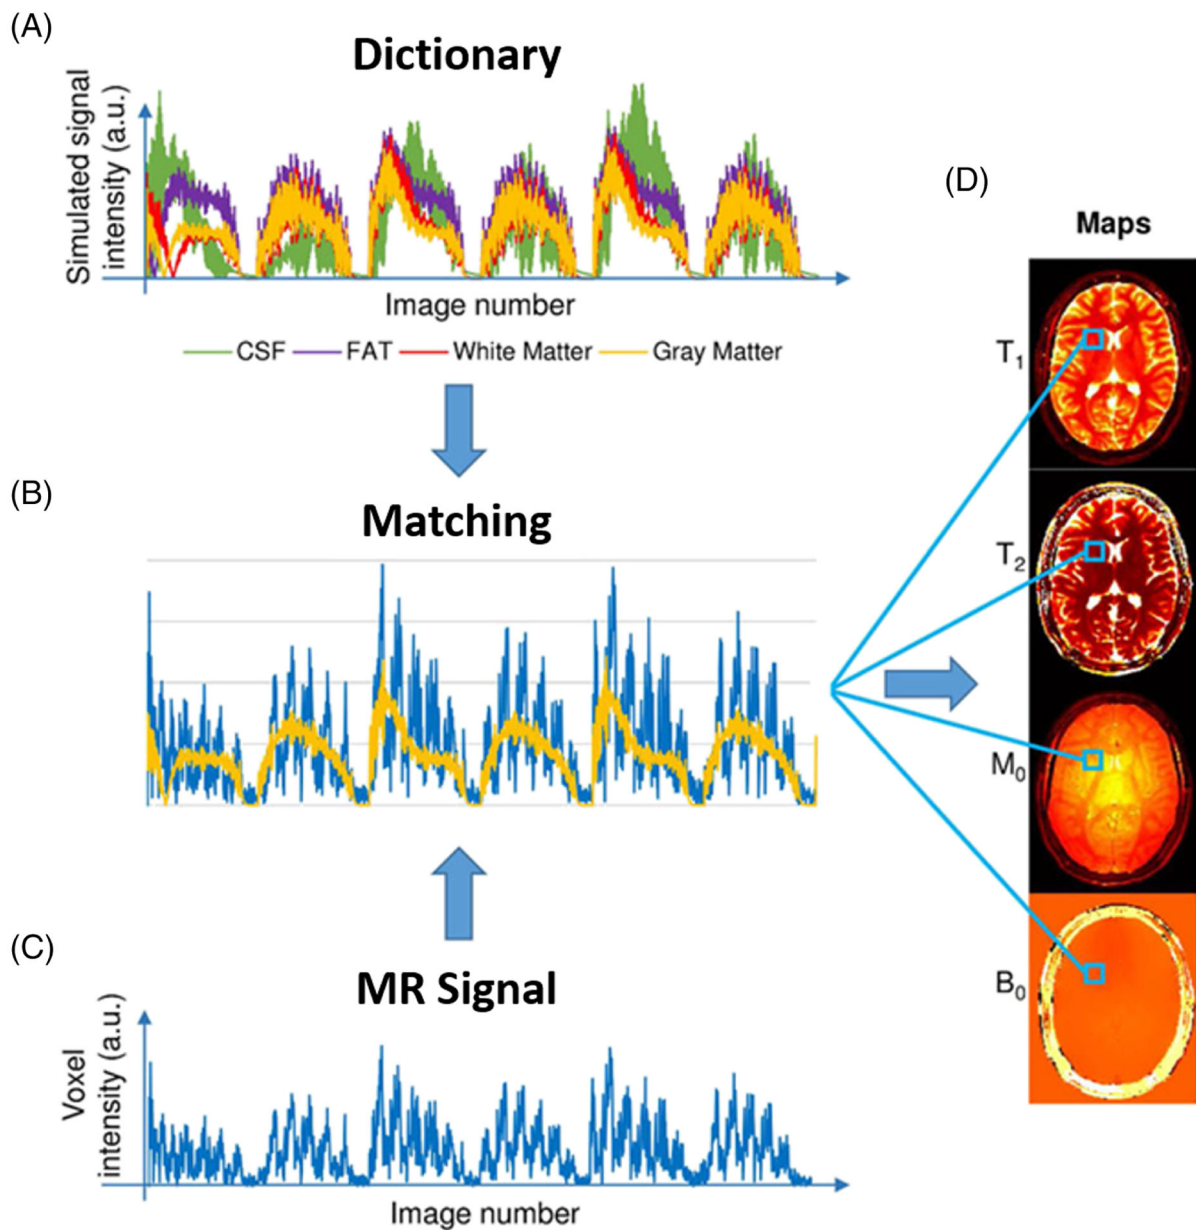 (A)
Dictionary
Simulated signal
intensity (a.u.)
Image number
CSF FAT White Matter Gray Matter
(B)
Matching
(C)
MR Signal
Voxel
intensity (a.u.)
Image number
(D)
Maps
T1
T2
M0
B0